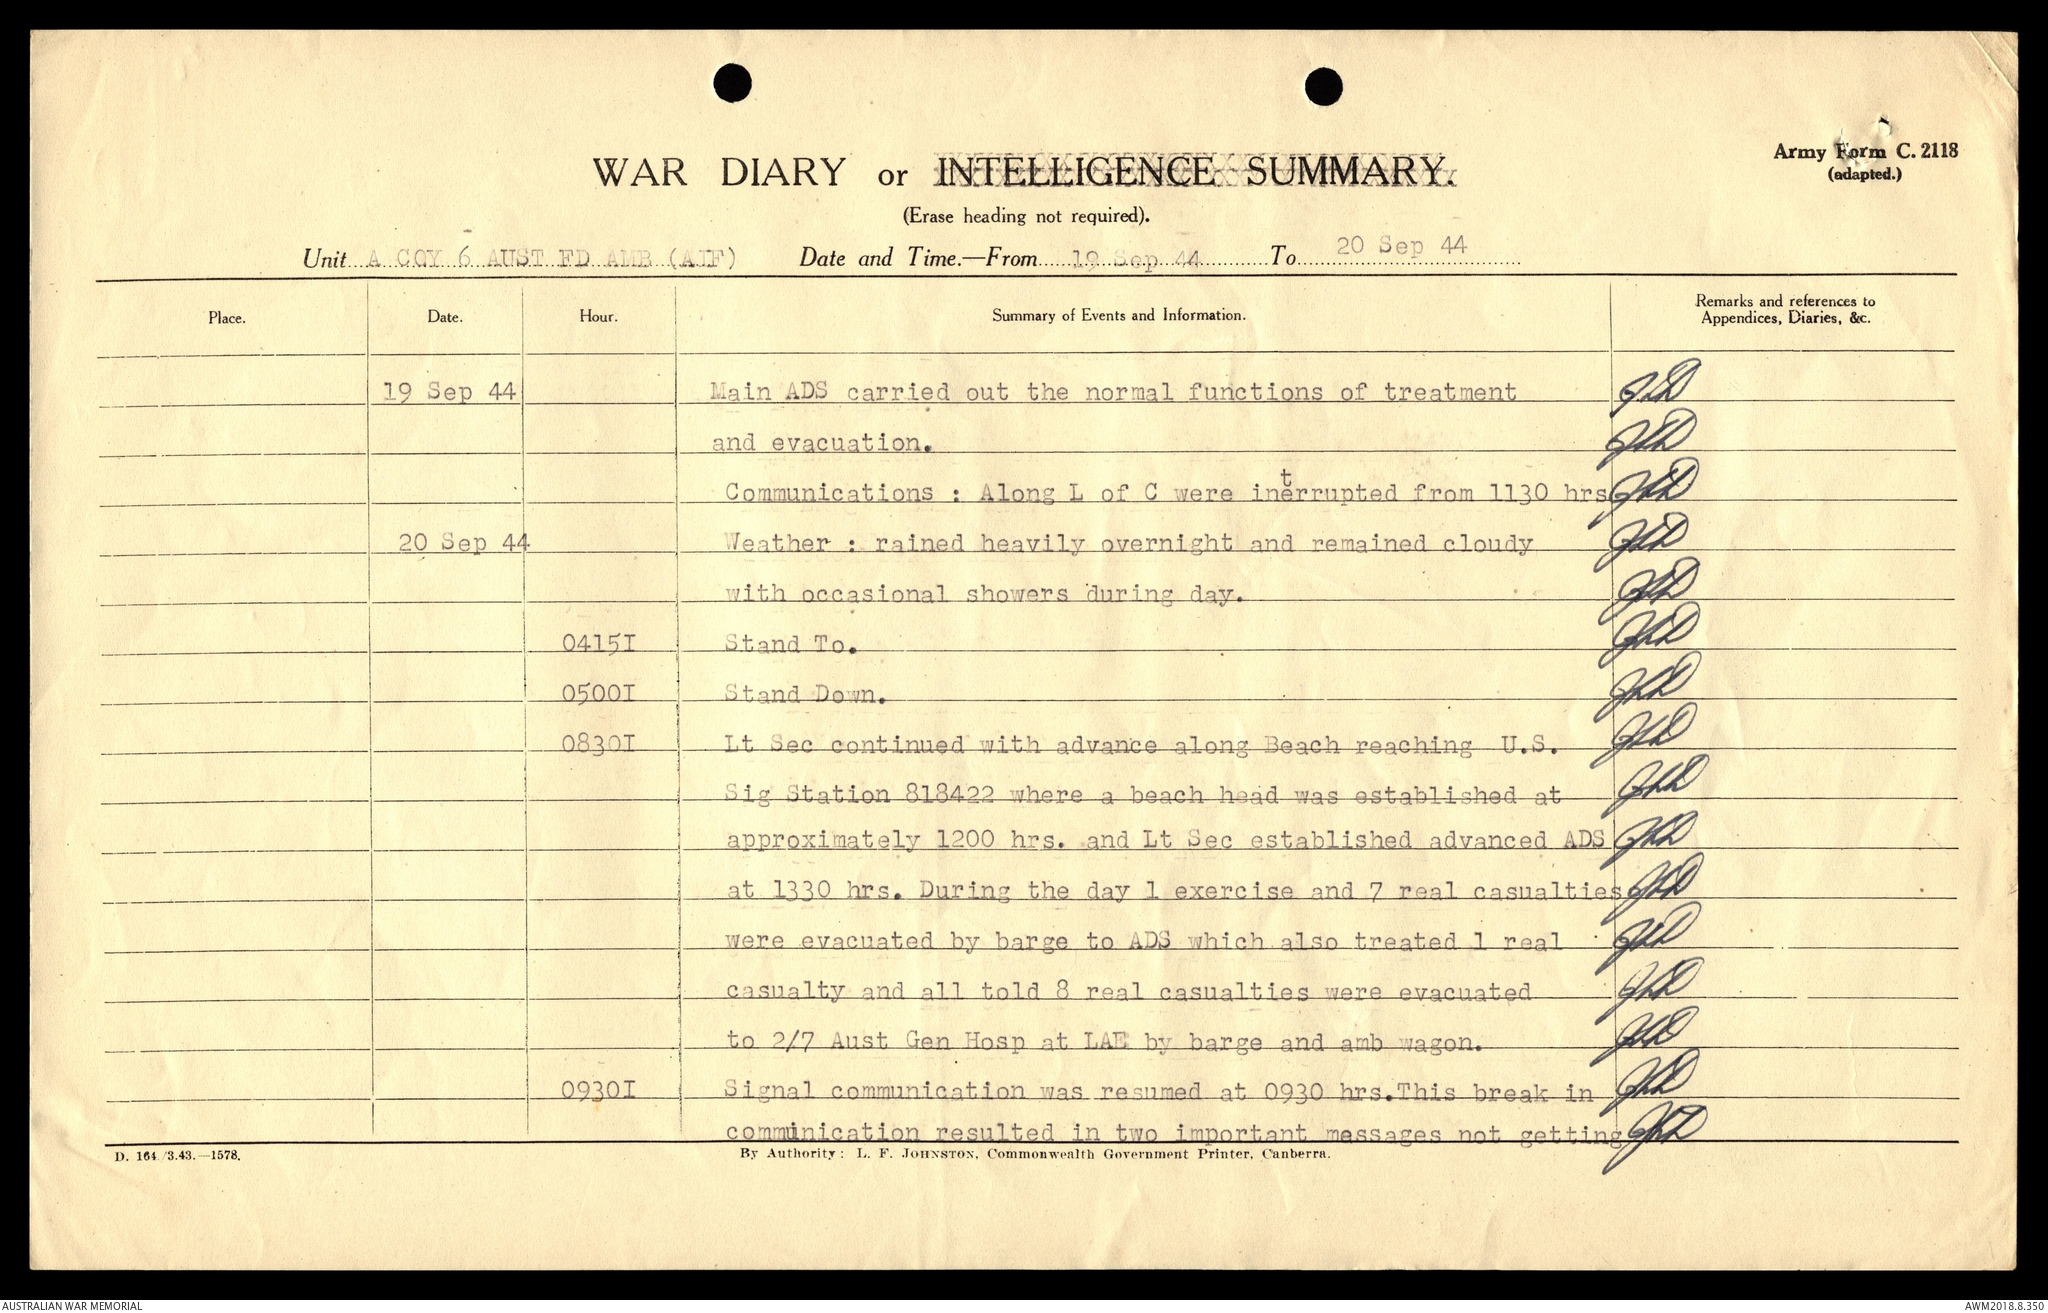 Army Form C. 2118
(adapted.)
WAR DIARY or INTELLIGENCE SUMMARY.
(Erase heading not required).
Unit A COY 6 AUST FD AMB (AIF) Date and Time.—From 19 Sep 44 To 20 Sep 44
Place. Date. Hour. Summary of Events and Information. Remarks and references to Appendices, Diaries, &c.
19 Sep 44 Main ADS carried out the normal functions of treatment
and evacuation.
Communications : Along L of C were interrupted from 1130 hrs
20 Sep 44 Weather : rained heavily overnight and remained cloudy
with occasional showers during day.
0415I Stand To.
0500I Stand Down.
0830I Lt Sec continued with advance along Beach reaching U.S.
Sig Station 818422 where a beach head was established at
approximately 1200 hrs. and Lt Sec established advanced ADS
at 1330 hrs. During the day 1 exercise and 7 real casualties
were evacuated by barge to ADS which also treated 1 real
casualty and all told 8 real casualties were evacuated
to 2/7 Aust Gen Hosp at LAE by barge and amb wagon.
0930I Signal communication was resumed at 0930 hrs.This break in
communication resulted in two important messages not getting
D. 164/3.43.—1578. By Authority: L. F. JOHNSTON, Commonwealth Government Printer, Canberra.
AUSTRALIAN WAR MEMORIAL AWM2018.8.350